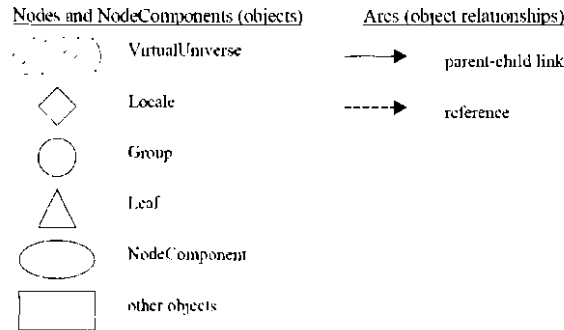 Nodes and NodeComponents (objects)
VirtualUniverse
Locale
Group
Leaf
NodeComponent
other objects
Arcs (object relationships)
parent-child link
reference